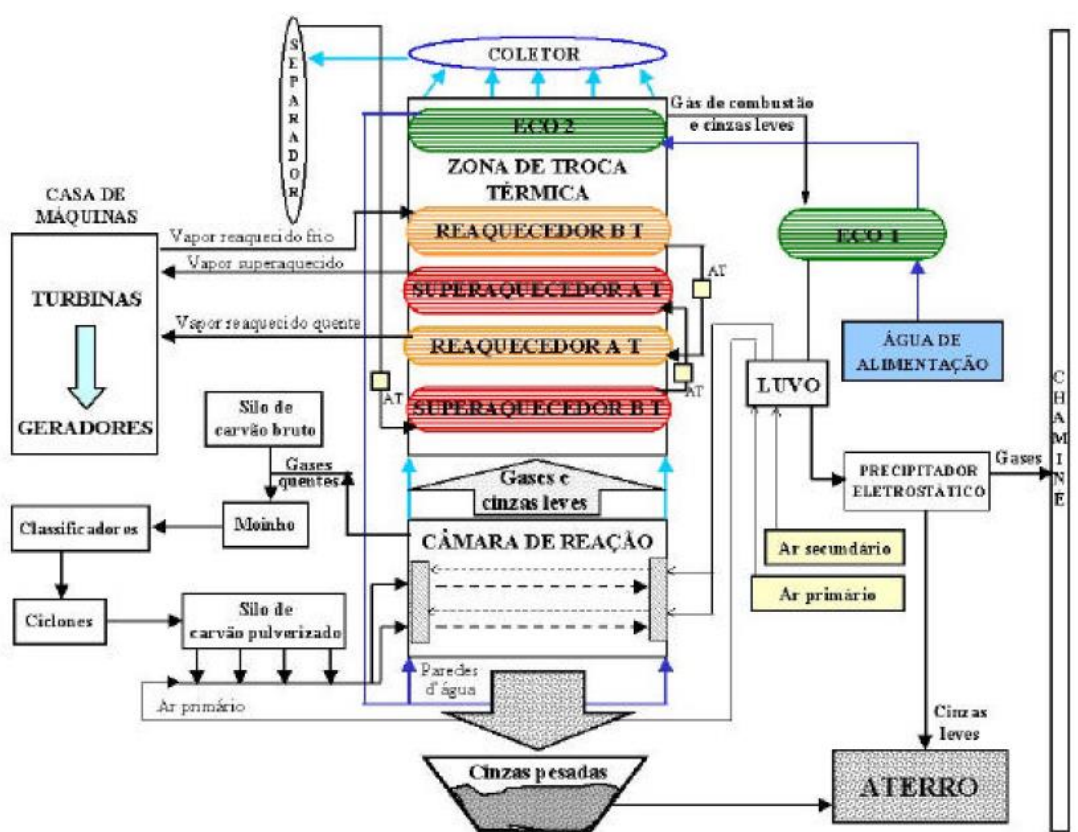 COLETOR
SEPARADOR
Gás de combustão
e cinzas leves
ECO 2
ZONA DE TROCA
TÉRMICA
CASA DE
MÁQUINAS
Vapor reaquecido frio
REAQUECEDOR B T
ECO 1
AT
Vapor superaquecido
SUPERAQUECEDOR A T
TURBINAS
Vapor reaquecido quente
REAQUECEDOR A T
ÁGUA DE
ALIMENTAÇÃO
AT
AT
LUVO
SUPERAQUECEDOR B T
GERADORES
Silo de
carvão bruto
CHAMINE
Gases
quentes
Gases e
cinzas leves
PRECIPITADOR
ELETROSTÁTICO
Gases
Classificadores
Moinho
CÂMARA DE REAÇÃO
Ar secundário
Ar primário
Ciclones
Silo de
carvão pulverizado
Paredes
d'água
Ar primário
Cinzas
leves
Cinzas pesadas
ATERRO